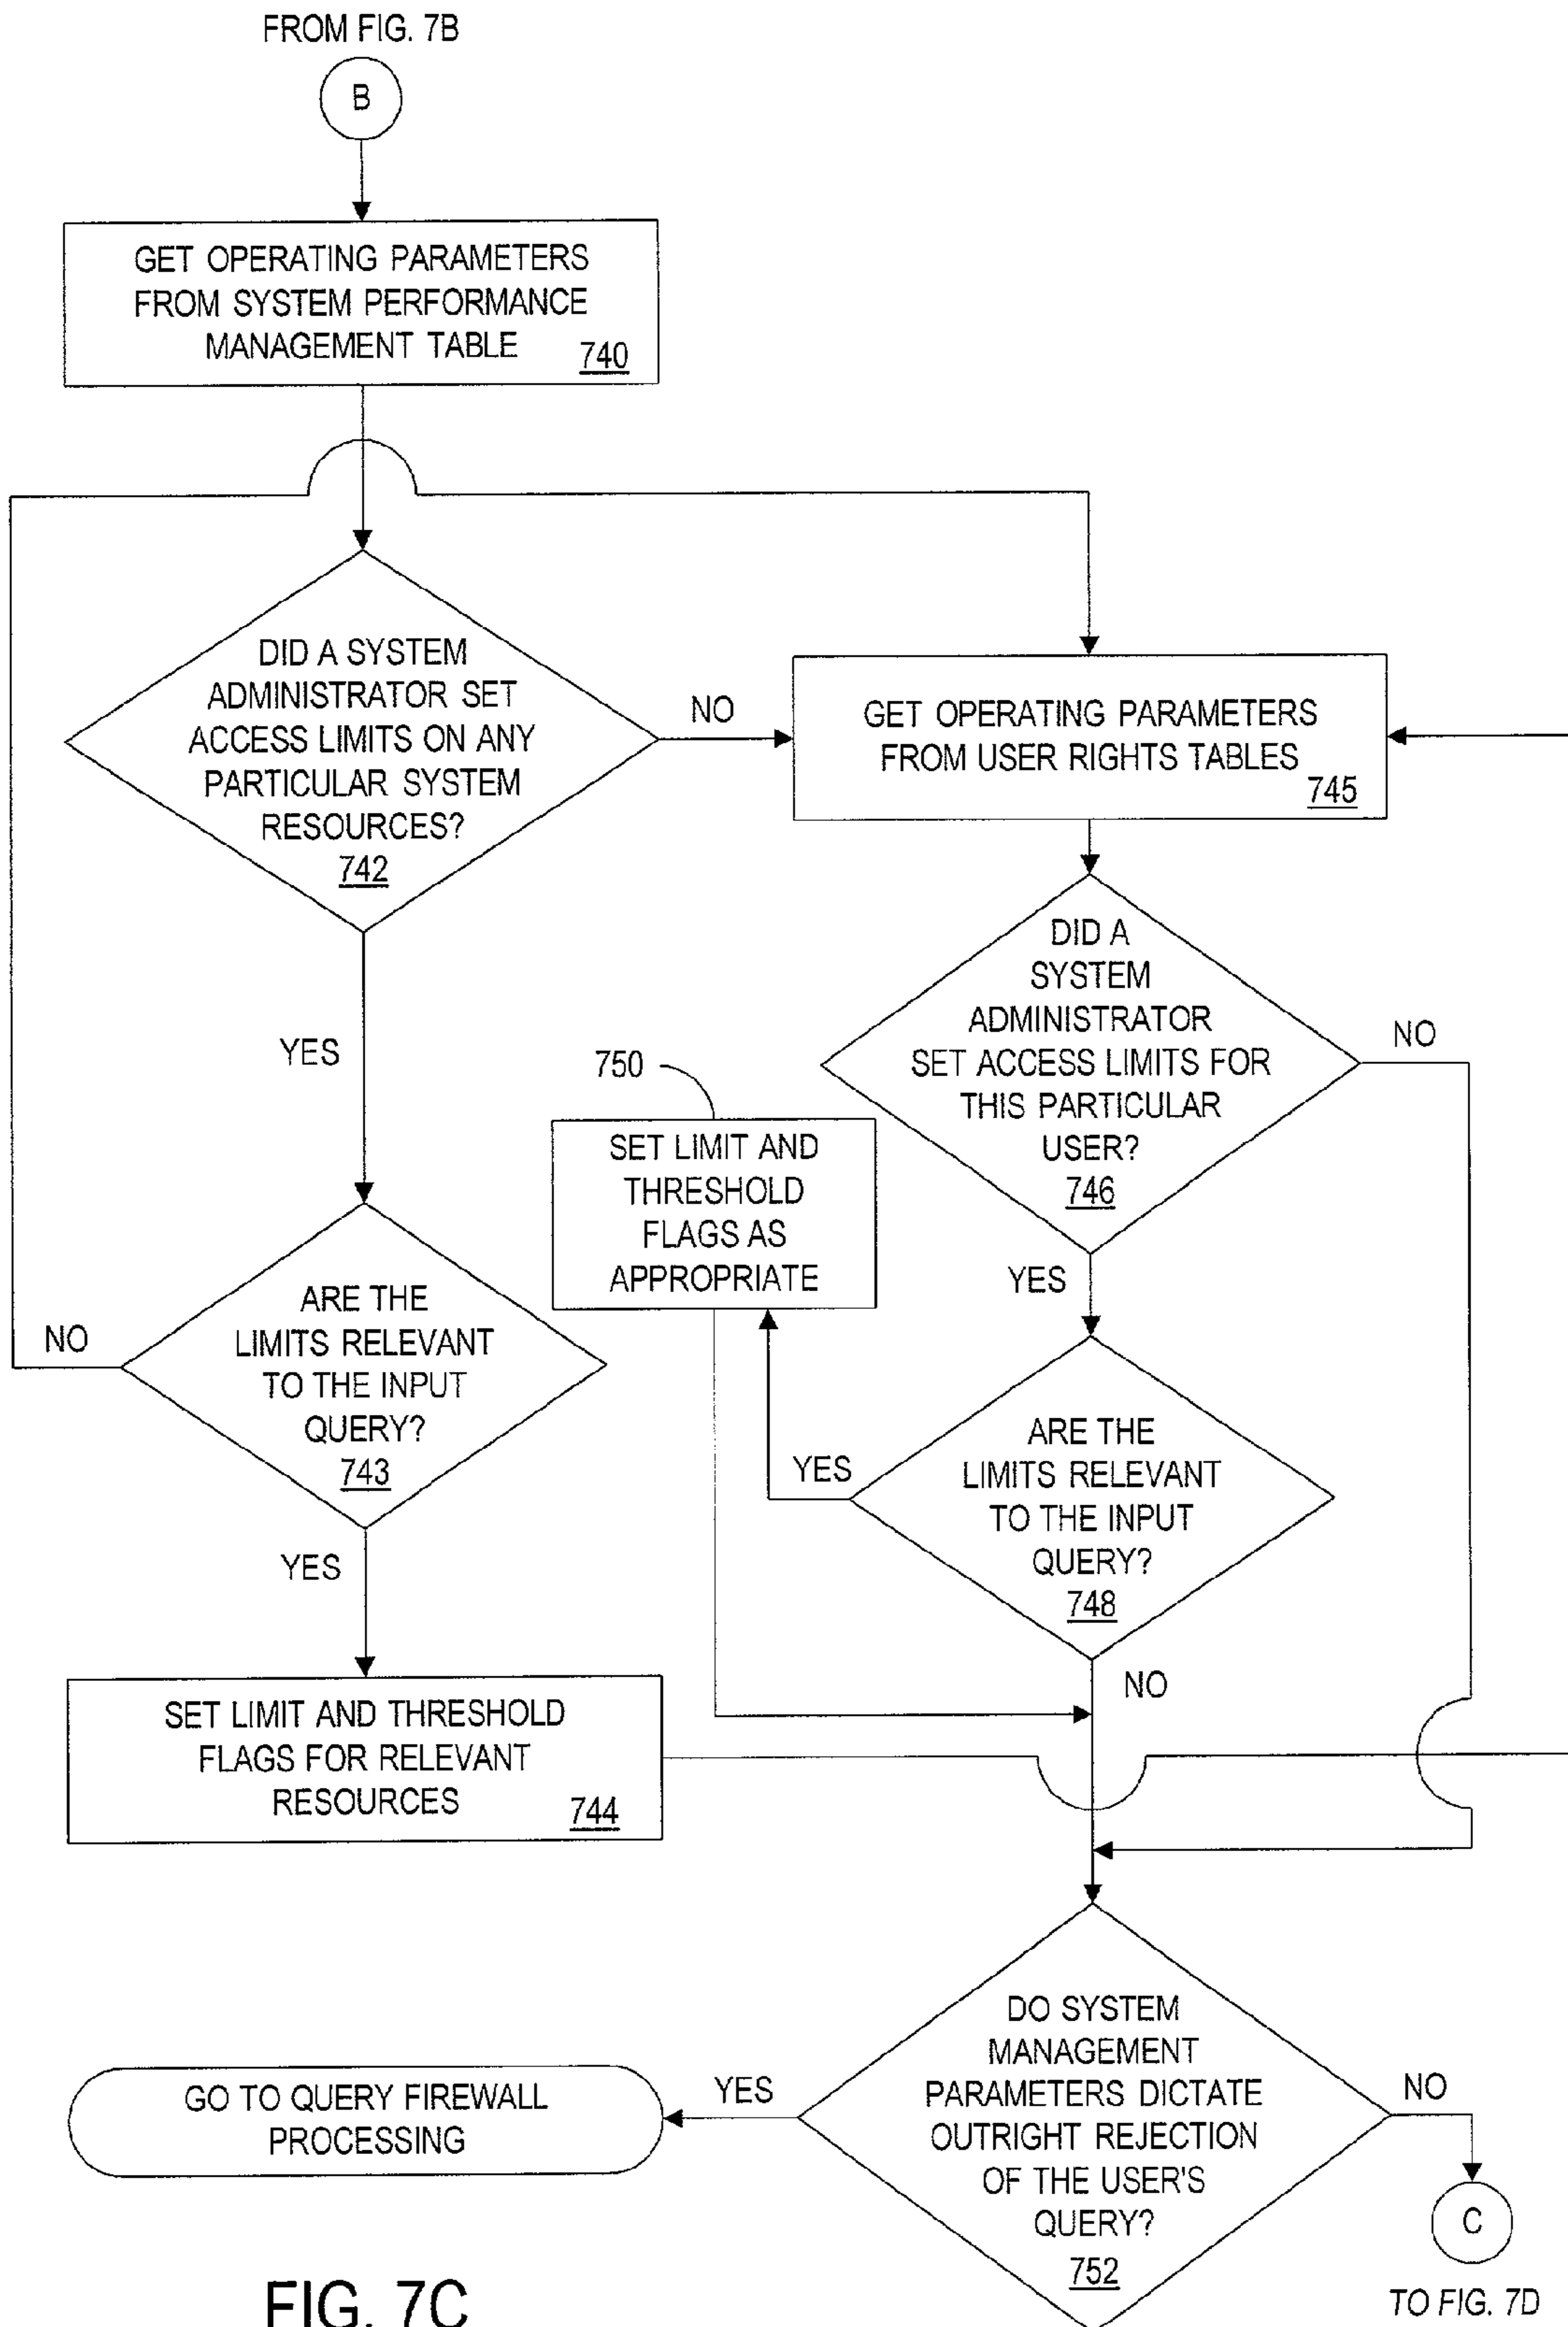 FROM FIG. 7B
B
GET OPERATING PARAMETERS
FROM SYSTEM PERFORMANCE
MANAGEMENT TABLE
740
DID A SYSTEM
ADMINISTRATOR SET
ACCESS LIMITS ON ANY
PARTICULAR SYSTEM
RESOURCES?
742
NO
GET OPERATING PARAMETERS
FROM USER RIGHTS TABLES
745
YES
DID A
SYSTEM
ADMINISTRATOR
SET ACCESS LIMITS FOR
THIS PARTICULAR
USER?
746
NO
750
SET LIMIT AND
THRESHOLD
FLAGS AS
APPROPRIATE
YES
ARE THE
LIMITS RELEVANT
TO THE INPUT
QUERY?
743
NO
YES
ARE THE
LIMITS RELEVANT
TO THE INPUT
QUERY?
748
YES
NO
SET LIMIT AND THRESHOLD
FLAGS FOR RELEVANT
RESOURCES
744
DO SYSTEM
MANAGEMENT
PARAMETERS DICTATE
OUTRIGHT REJECTION
OF THE USER'S
QUERY?
752
YES
GO TO QUERY FIREWALL
PROCESSING
NO
C
TO FIG. 7D
FIG. 7C